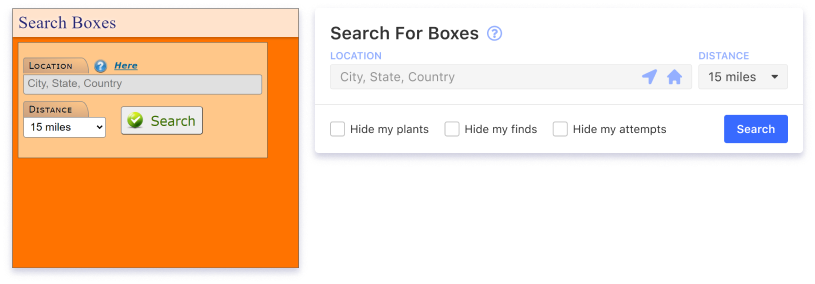 Search Boxes
LOCATION ? Here
City, State, Country
DISTANCE
15 miles
Search
Search For Boxes ?
LOCATION
City, State, Country
DISTANCE
15 miles
Hide my plants
Hide my finds
Hide my attempts
Search